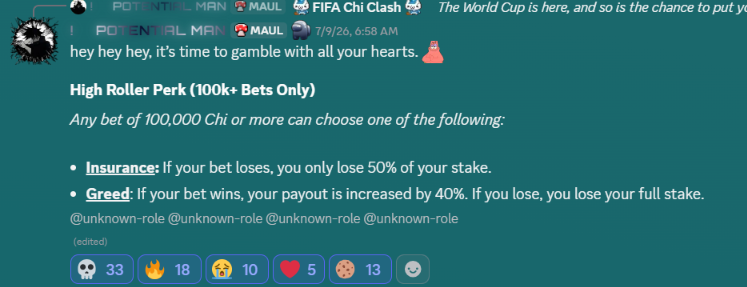 ! POTENTIAL MAN MAUL FIFA Chi Clash The World Cup is here, and so is the chance to put
! POTENTIAL MAN MAUL 7/9/26, 6:58 AM
hey hey hey, it's time to gamble with all your hearts.
High Roller Perk (100k+ Bets Only)
Any bet of 100,000 Chi or more can choose one of the following:
• Insurance: If your bet loses, you only lose 50% of your stake.
• Greed: If your bet wins, your payout is increased by 40%. If you lose, you lose your full stake.
@unknown-role @unknown-role @unknown-role @unknown-role
(edited)
33 18 10 5 13